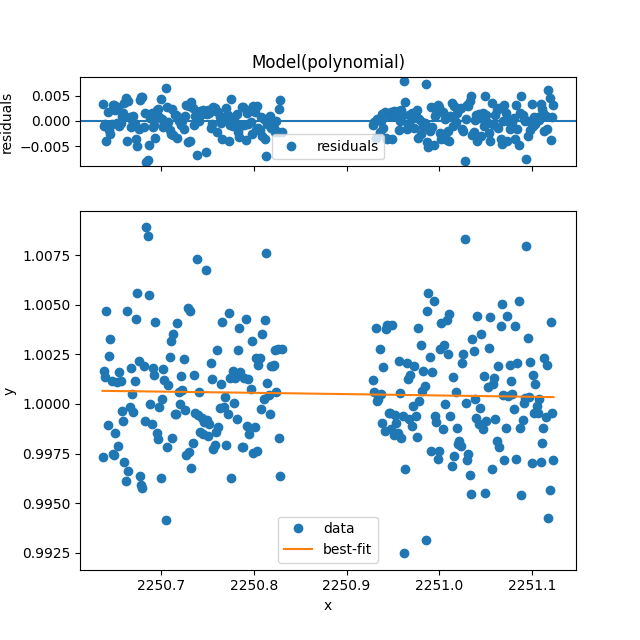 Model(polynomial)
residuals
0.005
0.000
−0.005
residuals
y
1.0075
1.0050
1.0025
1.0000
0.9975
0.9950
0.9925
data
best-fit
2250.7 2250.8 2250.9 2251.0 2251.1
x